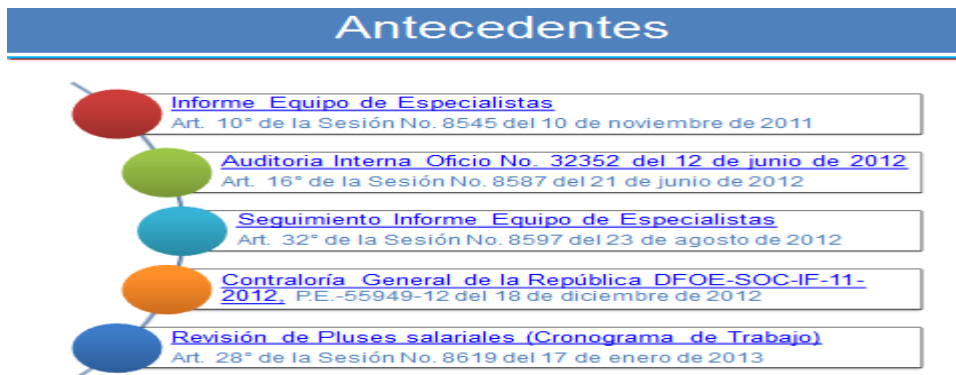 Antecedentes
Informe Equipo de Especialistas
Art. 10° de la Sesión No. 8545 del 10 de noviembre de 2011
Auditoria Interna Oficio No. 32352 del 12 de junio de 2012
Art. 16° de la Sesión No. 8587 del 21 de junio de 2012
Seguimiento Informe Equipo de Especialistas
Art. 32° de la Sesión No. 8597 del 23 de agosto de 2012
Contraloría General de la República DFOE-SOC-IF-11-
2012, P.E.-55949-12 del 18 de diciembre de 2012
Revisión de Pluses salariales (Cronograma de Trabajo)
Art. 28° de la Sesión No. 8619 del 17 de enero de 2013